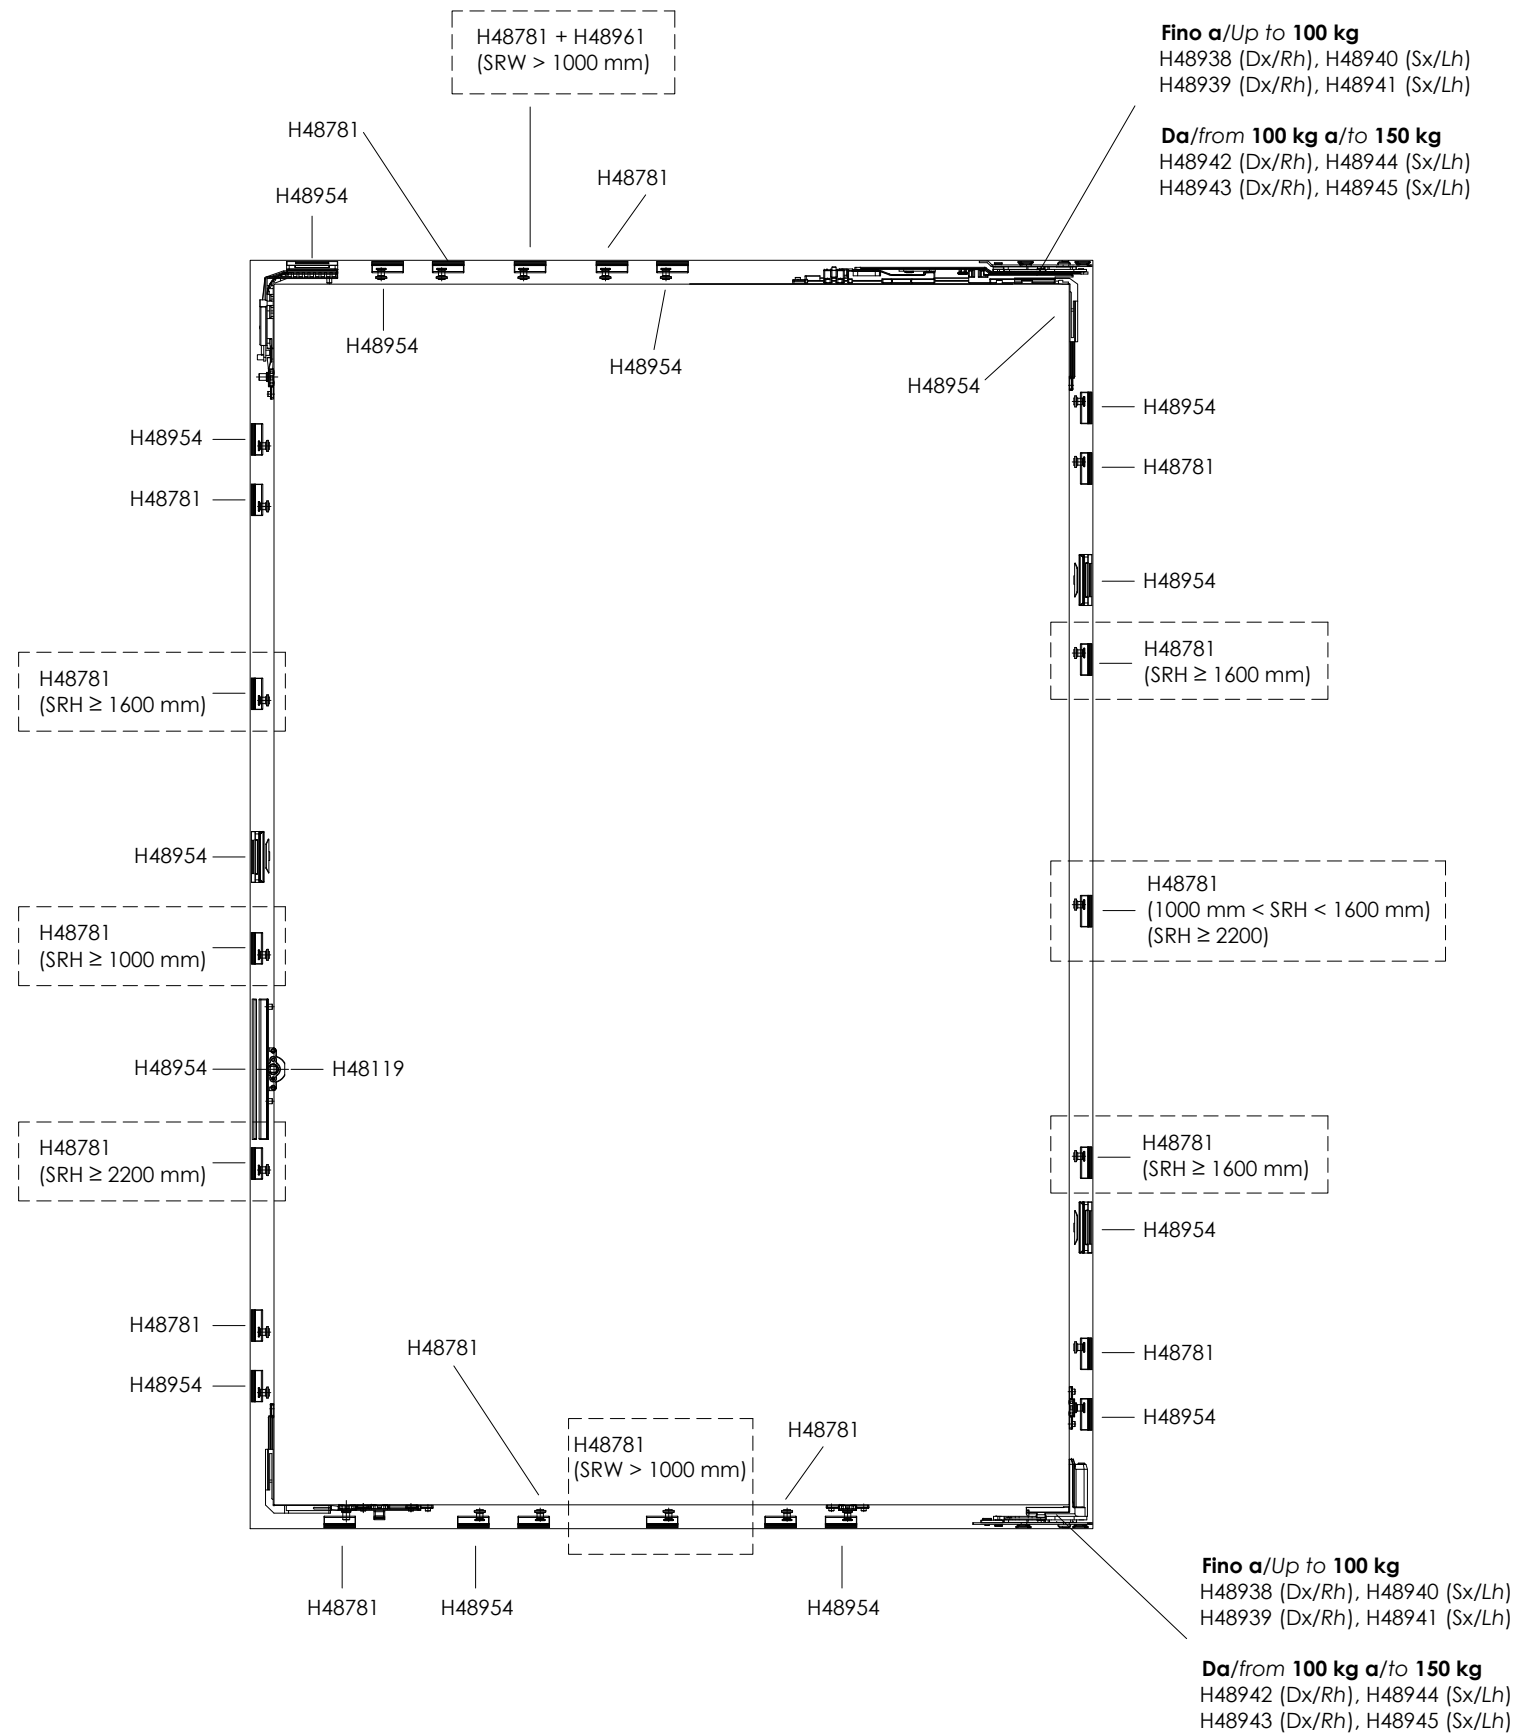 H48781 + H48961
(SRW > 1000 mm)
Fino a/Up to 100 kg
H48938 (Dx/Rh), H48940 (Sx/Lh)
H48939 (Dx/Rh), H48941 (Sx/Lh)
Da/from 100 kg a/to 150 kg
H48942 (Dx/Rh), H48944 (Sx/Lh)
H48943 (Dx/Rh), H48945 (Sx/Lh)
H48781
H48781
H48954
H48954
H48954
H48954
H48954
H48954
H48781
H48781
H48954
H48781
(SRH ≥ 1600 mm)
H48781
(SRH ≥ 1600 mm)
H48954
H48781
(1000 mm < SRH < 1600 mm)
(SRH ≥ 2200)
H48781
(SRH ≥ 1000 mm)
H48954
H48119
H48781
(SRH ≥ 2200 mm)
H48781
(SRH ≥ 1600 mm)
H48954
H48781
H48781
H48781
H48954
H48954
H48781
H48781
(SRW > 1000 mm)
H48781
H48954
H48954
Fino a/Up to 100 kg
H48938 (Dx/Rh), H48940 (Sx/Lh)
H48939 (Dx/Rh), H48941 (Sx/Lh)
Da/from 100 kg a/to 150 kg
H48942 (Dx/Rh), H48944 (Sx/Lh)
H48943 (Dx/Rh), H48945 (Sx/Lh)